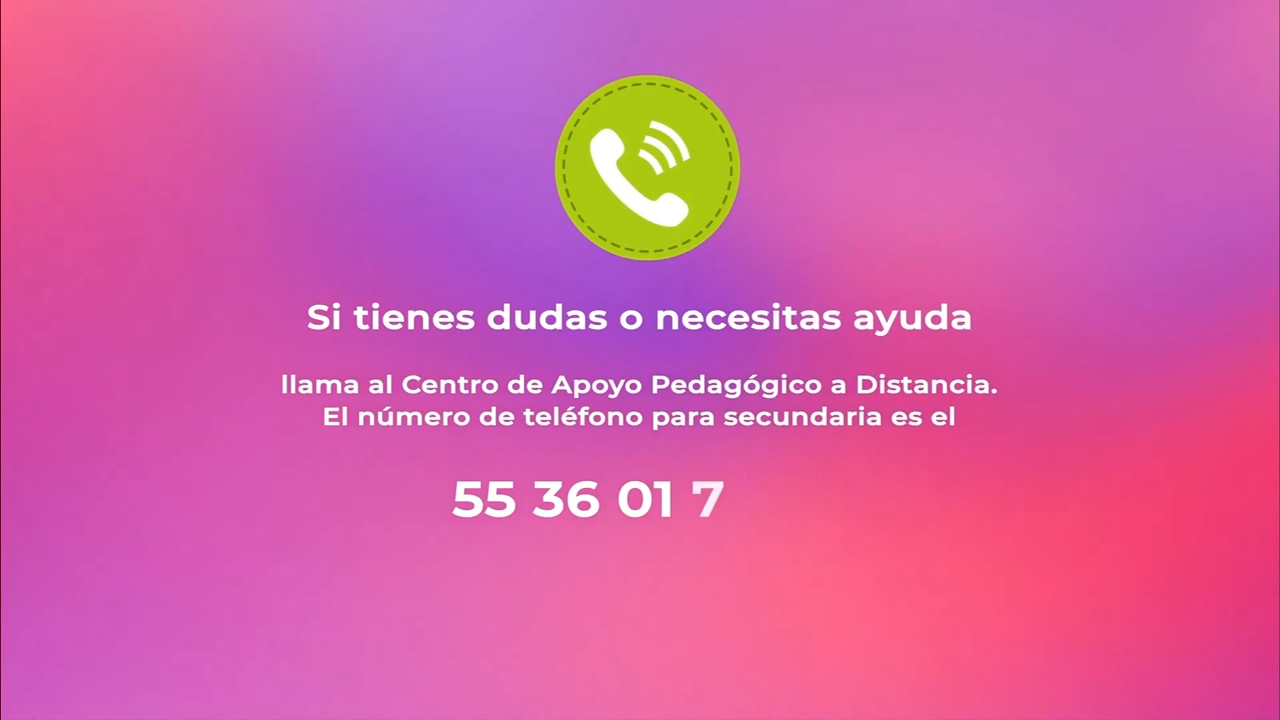 Si tienes dudas o necesitas ayuda
llama al Centro de Apoyo Pedagógico a Distancia.
El número de teléfono para secundaria es el
55 36 01 7